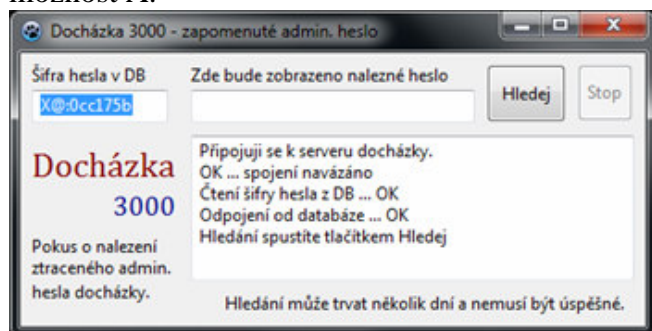 možnost A.
Docházka 3000 - zapomenuté admin. heslo
Šifra hesla v DB
Zde bude zobrazeno nalezné heslo
X@:0cc175b
Hledej
Stop
Docházka
3000
Pokus o nalezení
ztraceného admin.
hesla docházky.
Připojuji se k serveru docházky.
OK ... spojení navázáno
Čtení šifry hesla z DB ... OK
Odpojení od databáze ... OK
Hledání spustíte tlačítkem Hledej
Hledání může trvat několik dní a nemusí být úspěšné.